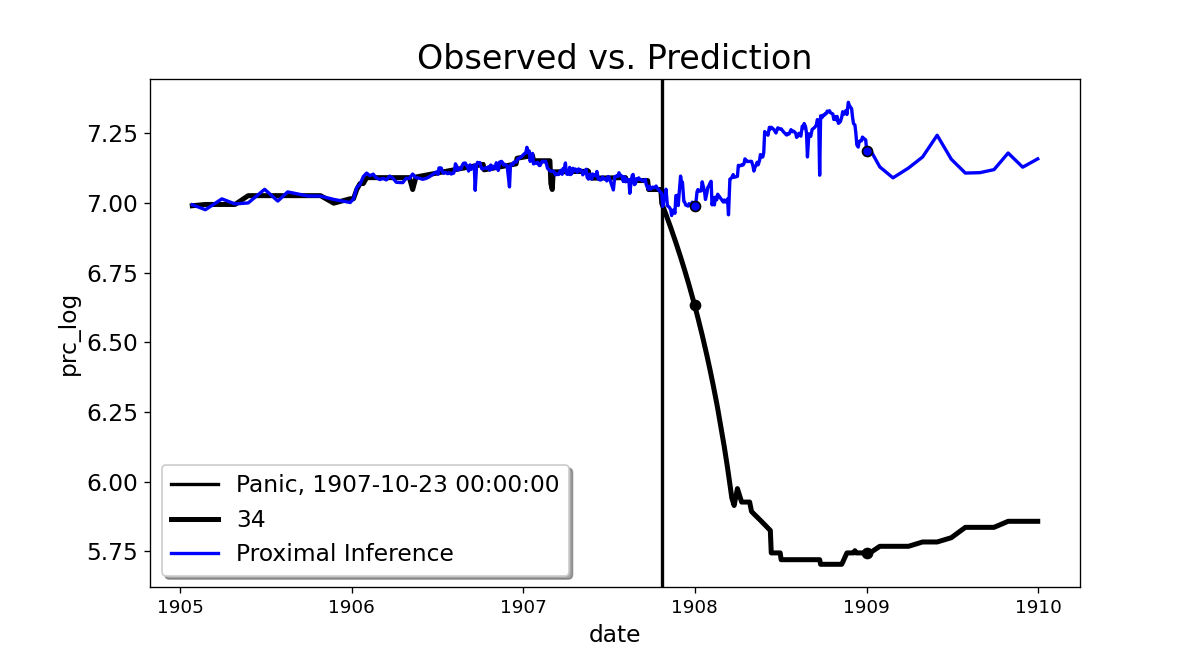 Observed vs. Prediction
prc_log
7.25
7.00
6.75
6.50
6.25
6.00
5.75
Panic, 1907-10-23 00:00:00
34
Proximal Inference
1905 1906 1907 1908 1909 1910
date